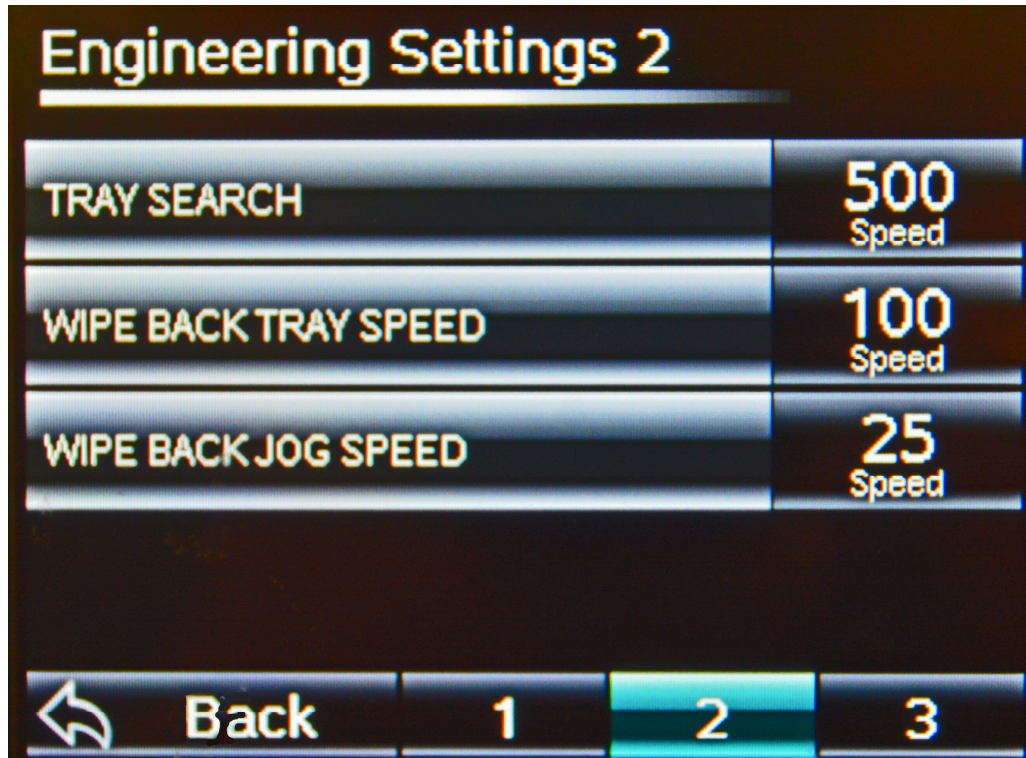 Engineering Settings 2
TRAY SEARCH
500
Speed
WIPE BACK TRAY SPEED
100
Speed
WIPE BACK JOG SPEED
25
Speed
Back 1 2 3